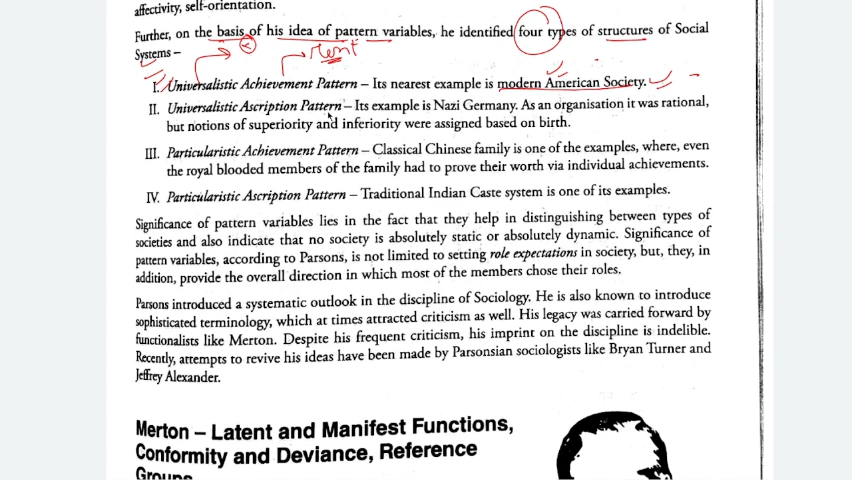 affectivity, self-orientation.
Further, on the basis of his idea of pattern variables, he identified four types of structures of Social
Systems –
I. Universalistic Achievement Pattern – Its nearest example is modern American Society.
II. Universalistic Ascription Pattern – Its example is Nazi Germany. As an organisation it was rational,
but notions of superiority and inferiority were assigned based on birth.
III. Particularistic Achievement Pattern – Classical Chinese family is one of the examples, where, even
the royal blooded members of the family had to prove their worth via individual achievements.
IV. Particularistic Ascription Pattern – Traditional Indian Caste system is one of its examples.
Significance of pattern variables lies in the fact that they help in distinguishing between types of
societies and also indicate that no society is absolutely static or absolutely dynamic. Significance of
pattern variables, according to Parsons, is not limited to setting role expectations in society, but, they, in
addition, provide the overall direction in which most of the members chose their roles.
Parsons introduced a systematic outlook in the discipline of Sociology. He is also known to introduce
sophisticated terminology, which at times attracted criticism as well. His legacy was carried forward by
functionalists like Merton. Despite his frequent criticism, his imprint on the discipline is indelible.
Recently, attempts to revive his ideas have been made by Parsonsian sociologists like Bryan Turner and
Jeffrey Alexander.
Merton – Latent and Manifest Functions,
Conformity and Deviance, Reference
Groups